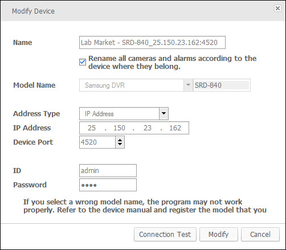 Modify Device
Name
Lab Market - SRD-840_25.150.23.162:4520
Rename all cameras and alarms according to the
device where they belong.
Model Name Samsung DVR SRD-840
Address Type IP Address
IP Address 25 . 150 . 23 . 162
Device Port 4520
ID admin
Password ••••
If you select a wrong model name, the program may not work
properly. Refer to the device manual and register the model that you
Connection Test Modify Cancel